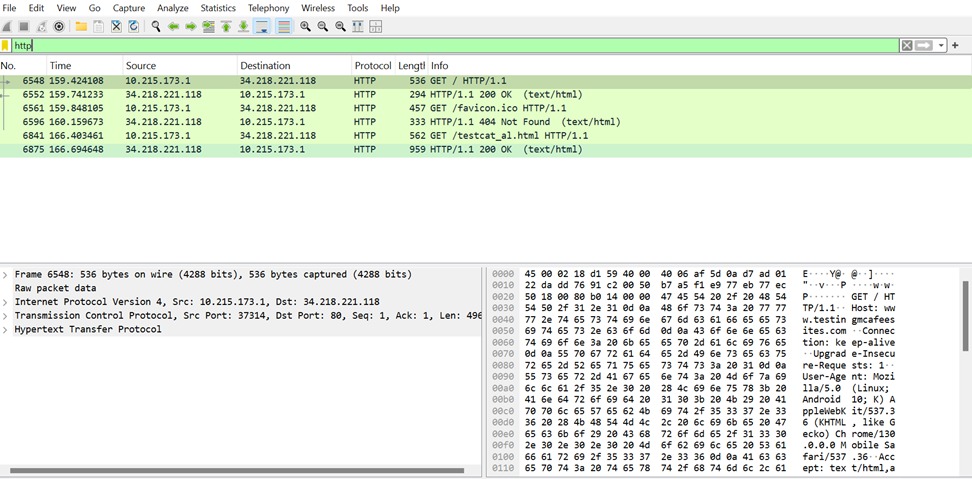 File Edit View Go Capture Analyze Statistics Telephony Wireless Tools Help
http
No. Time Source Destination Protocol Length Info
6548 159.424108 10.215.173.1 34.218.221.118 HTTP 536 GET / HTTP/1.1
6552 159.741233 34.218.221.118 10.215.173.1 HTTP 294 HTTP/1.1 200 OK (text/html)
6561 159.848105 10.215.173.1 34.218.221.118 HTTP 457 GET /favicon.ico HTTP/1.1
6596 160.159673 34.218.221.118 10.215.173.1 HTTP 333 HTTP/1.1 404 Not Found (text/html)
6841 166.403461 10.215.173.1 34.218.221.118 HTTP 562 GET /testcat_al.html HTTP/1.1
6875 166.694648 34.218.221.118 10.215.173.1 HTTP 959 HTTP/1.1 200 OK (text/html)
Frame 6548: 536 bytes on wire (4288 bits), 536 bytes captured (4288 bits)
Raw packet data
Internet Protocol Version 4, Src: 10.215.173.1, Dst: 34.218.221.118
Transmission Control Protocol, Src Port: 37314, Dst Port: 80, Seq: 1, Ack: 1, Len: 496
Hypertext Transfer Protocol
0000 45 00 02 18 d1 59 40 00 40 06 af 5d 0a d7 ad 01 E····Y@· @··]····
0010 22 da dd 76 91 c2 00 50 b7 a5 f1 e9 77 eb 77 ec "··v···P ····w·w·
0020 50 18 00 80 b0 14 00 00 47 45 54 20 2f 20 48 54 P······· GET / HT
0030 54 50 2f 31 2e 31 0d 0a 48 6f 73 74 3a 20 77 77 TP/1.1·· Host: ww
0040 77 2e 74 65 73 74 69 6e 67 6d 63 61 66 65 65 73 w.testin gmcafees
0050 69 74 65 73 2e 63 6f 6d 0d 0a 43 6f 6e 6e 65 63 ites.com ··Connec
0060 74 69 6f 6e 3a 20 6b 65 65 70 2d 61 6c 69 76 65 tion: ke ep-alive
0070 0d 0a 55 70 67 72 61 64 65 2d 49 6e 73 65 63 75 ··Upgrad e-Insecu
0080 72 65 2d 52 65 71 75 65 73 74 73 3a 20 31 0d 0a re-Reque sts: 1··
0090 55 73 65 72 2d 41 67 65 6e 74 3a 20 4d 6f 7a 69 User-Age nt: Mozi
00a0 6c 6c 61 2f 35 2e 30 20 28 4c 69 6e 75 78 3b 20 lla/5.0 (Linux;
00b0 41 6e 64 72 6f 69 64 20 31 30 3b 20 4b 29 20 41 Android 10; K) A
00c0 70 70 6c 65 57 65 62 4b 69 74 2f 35 33 37 2e 33 ppleWebK it/537.3
00d0 36 20 28 4b 48 54 4d 4c 2c 20 6c 69 6b 65 20 47 6 (KHTML , like G
00e0 65 63 6b 6f 29 20 43 68 72 6f 6d 65 2f 31 33 30 ecko) Ch rome/130
00f0 2e 30 2e 30 2e 30 20 4d 6f 62 69 6c 65 20 53 61 .0.0.0 M obile Sa
0100 66 61 72 69 2f 35 33 37 2e 33 36 0d 0a 41 63 63 fari/537 .36··Acc
0110 65 70 74 3a 20 74 65 78 74 2f 68 74 6d 6c 2c 61 ept: tex t/html,a